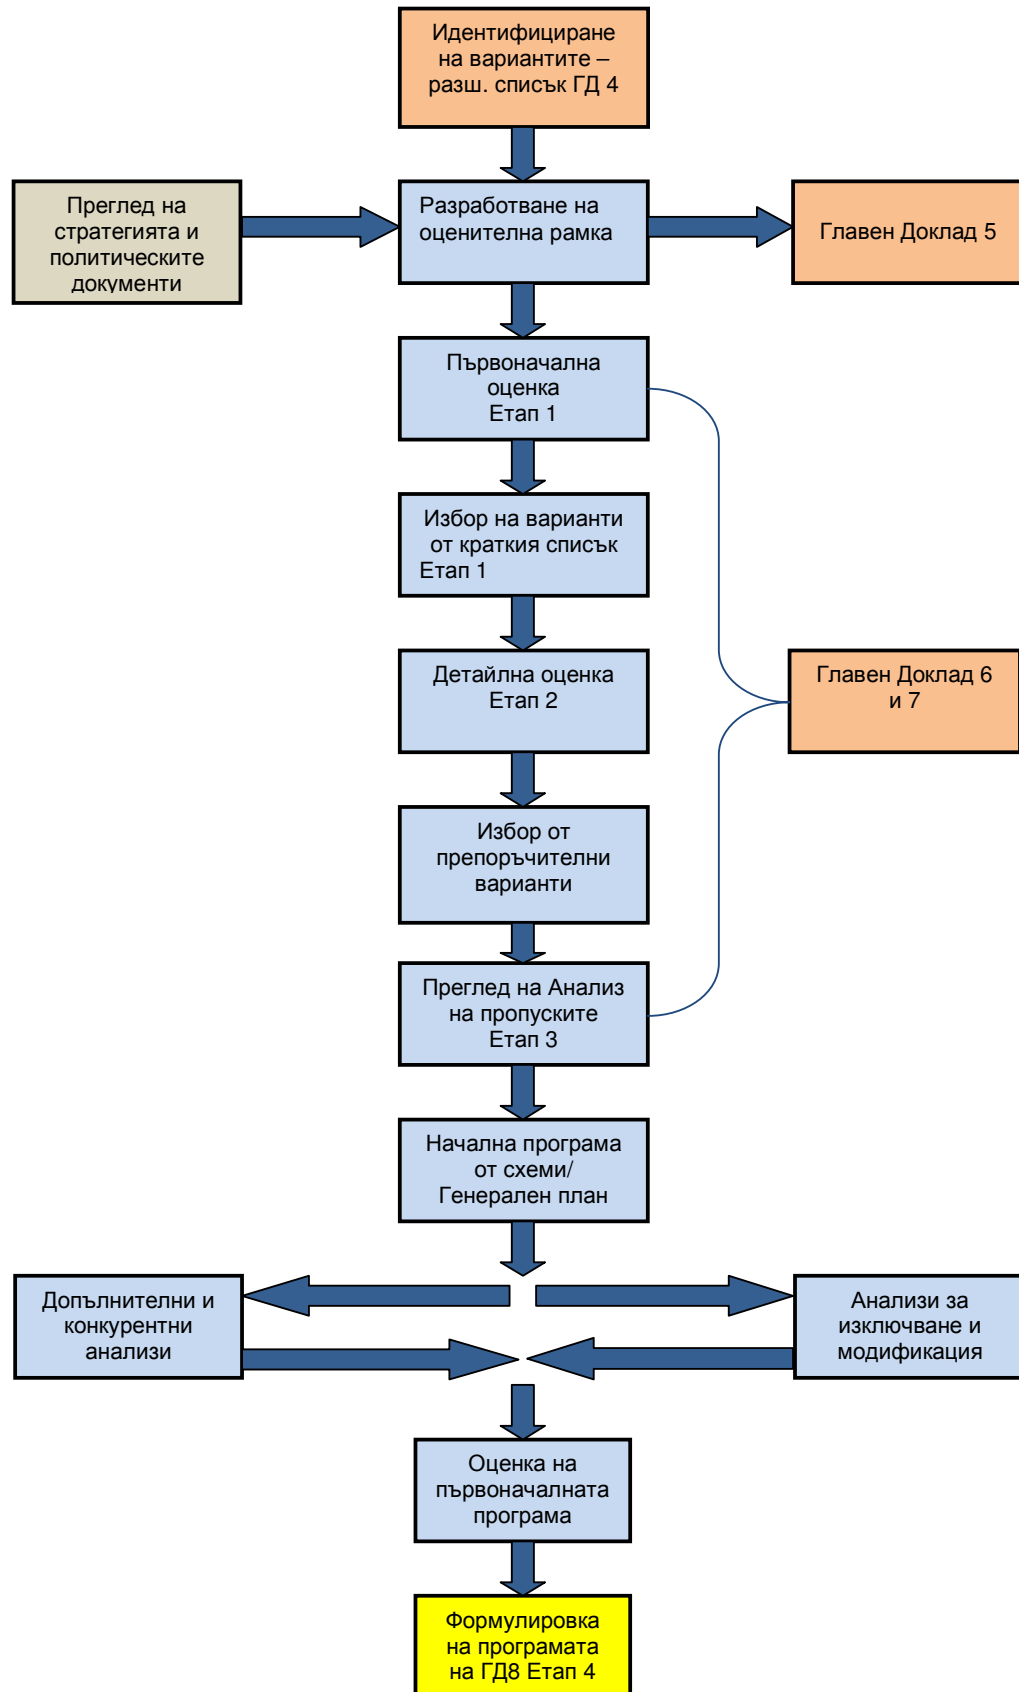 Идентифициране
на вариантите –
разш. списък ГД 4
Преглед на
стратегията и
политическите
документи
Разработване на
оценителна рамка
Главен Доклад 5
Първоначална
оценка
Етап 1
Избор на варианти
от краткия списък
Етап 1
Детайлна оценка
Етап 2
Главен Доклад 6
и 7
Избор от
препоръчителни
варианти
Преглед на Анализ
на пропуските
Етап 3
Начална програма
от схеми/
Генерален план
Допълнителни и
конкурентни
анализи
Анализи за
изключване и
модификация
Оценка на
първоначалната
програма
Формулировка
на програмата
на ГД8 Етап 4